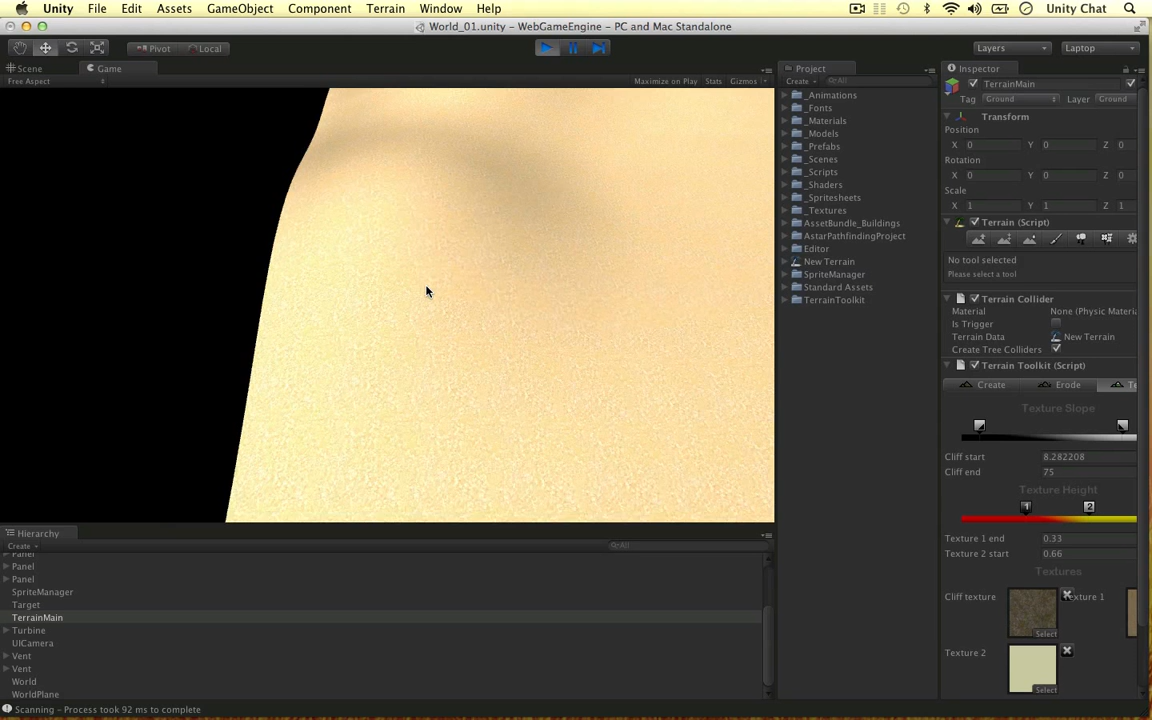 Unity File Edit Assets GameObject Component Terrain Window Help Unity Chat
World_01.unity - WebGameEngine - PC and Mac Standalone
Pivot Local Layers Laptop
Scene Game
Free Aspect Maximize on Play Stats Gizmos
Project
Create All
_Animations
_Fonts
_Materials
_Models
_Prefabs
_Scenes
_Scripts
_Shaders
_Spritesheets
_Textures
AssetBundle_Buildings
AstarPathfindingProject
Editor
New Terrain
SpriteManager
Standard Assets
TerrainToolkit
Inspector
TerrainMain
Tag Ground Layer Ground
Transform
Position
X 0 Y 0 Z 0
Rotation
X 0 Y 0 Z 0
Scale
X 1 Y 1 Z 1
Terrain (Script)
No tool selected
Please select a tool
Terrain Collider
Material None (Physic Materia
Is Trigger
Terrain Data New Terrain
Create Tree Colliders
Terrain Toolkit (Script)
Create Erode Te
Texture Slope
Cliff start 8.282208
Cliff end 75
Texture Height
1 2
Texture 1 end 0.33
Texture 2 start 0.66
Textures
Cliff texture Select exture 1
Texture 2 Select
Hierarchy
Create All
Panel
Panel
Panel
SpriteManager
Target
TerrainMain
Turbine
UICamera
Vent
Vent
World
WorldPlane
Scanning - Process took 92 ms to complete